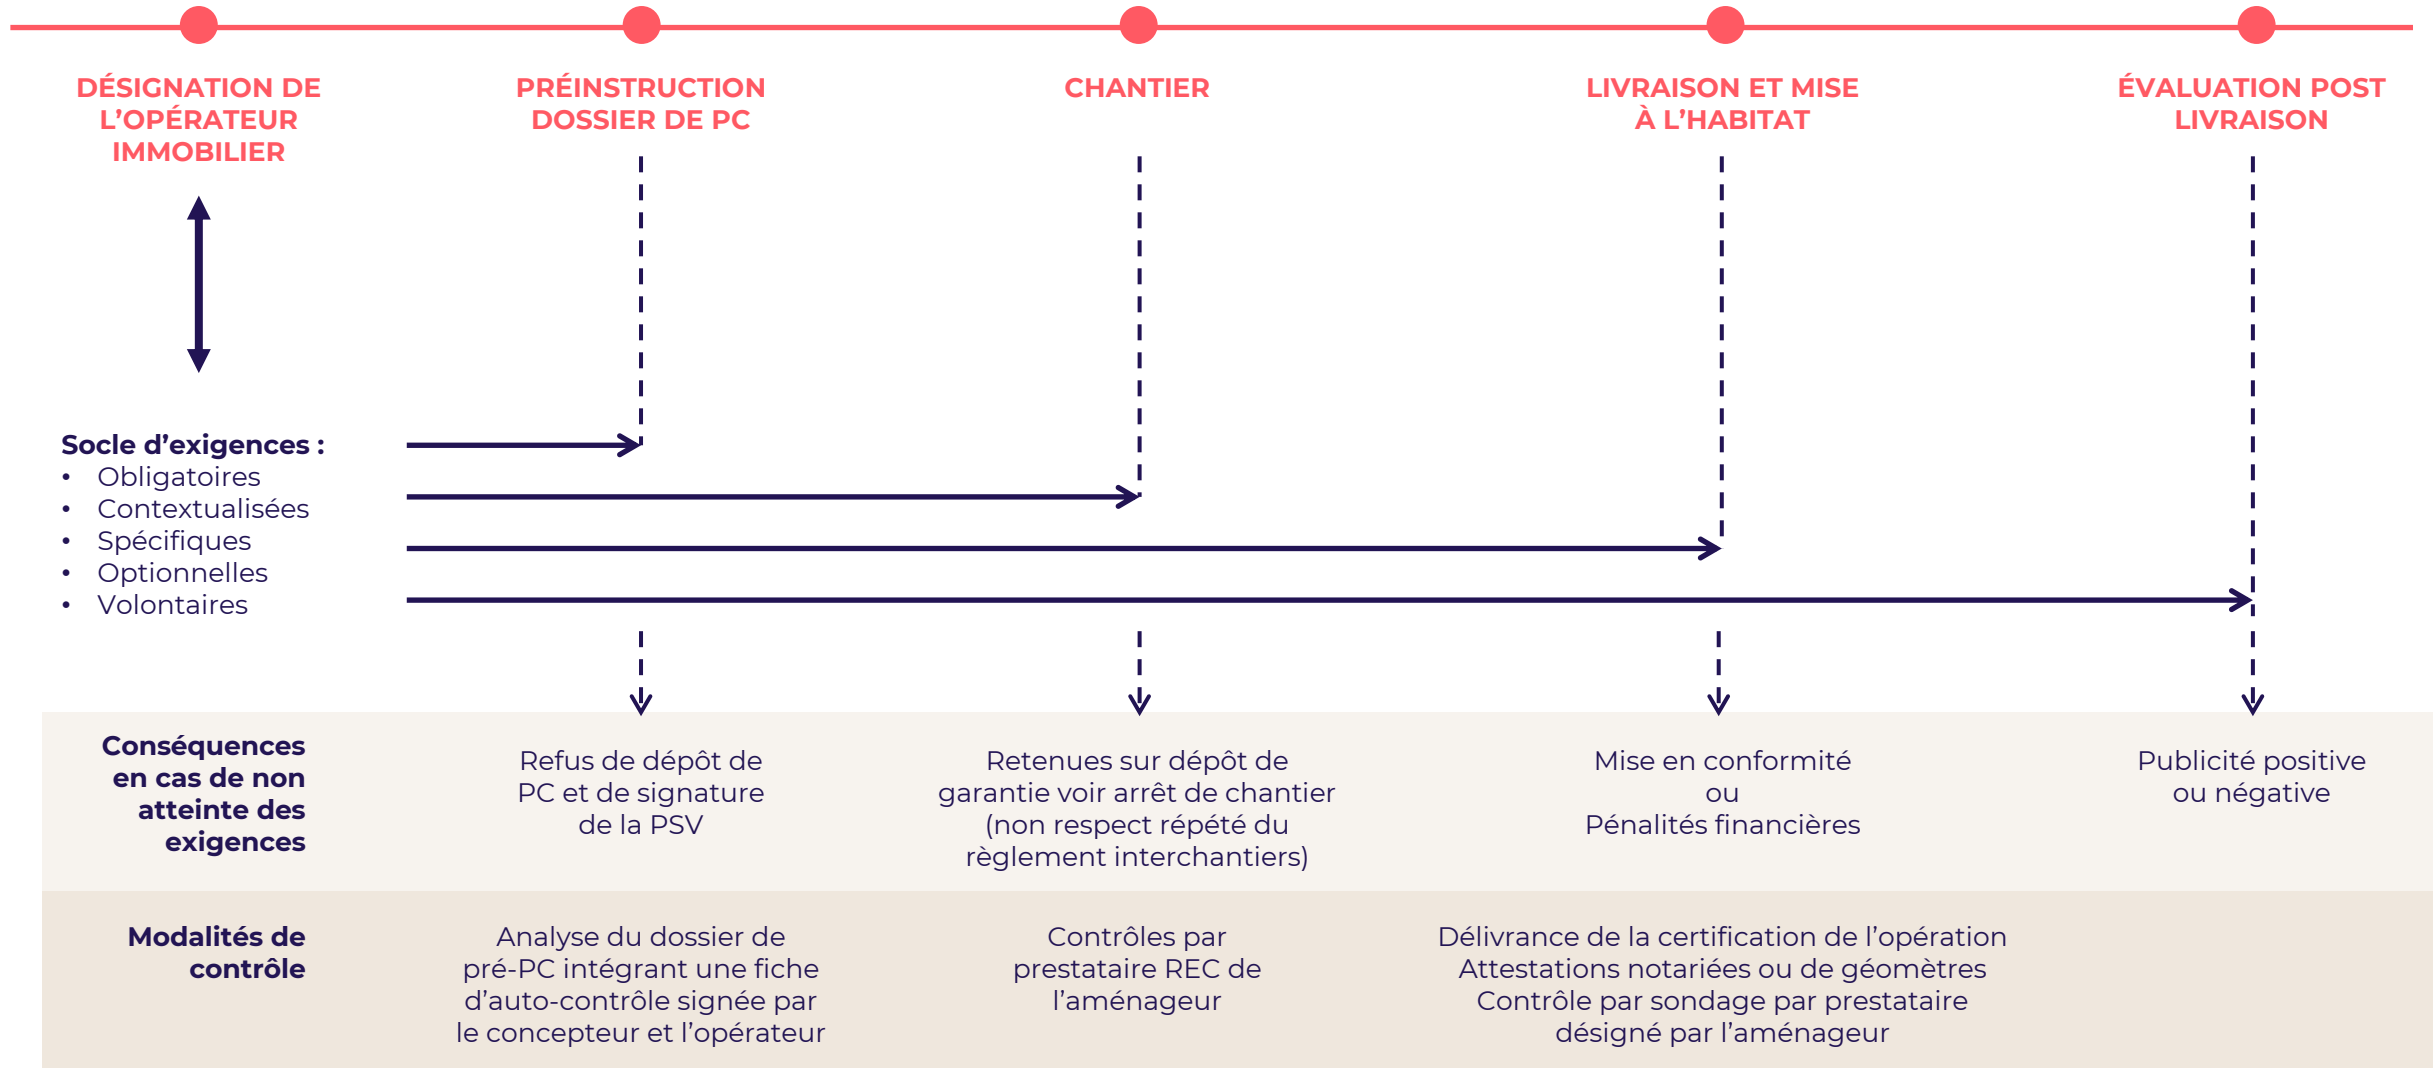 DÉSIGNATION DE
L’OPÉRATEUR
IMMOBILIER
PRÉINSTRUCTION
DOSSIER DE PC
CHANTIER
LIVRAISON ET MISE
À L’HABITAT
ÉVALUATION POST
LIVRAISON
Socle d’exigences :
• Obligatoires
• Contextualisées
• Spécifiques
• Optionnelles
• Volontaires
Conséquences
en cas de non
atteinte des
exigences
Refus de dépôt de
PC et de signature
de la PSV
Retenues sur dépôt de
garantie voir arrêt de chantier
(non respect répété du
règlement interchantiers)
Mise en conformité
ou
Pénalités financières
Publicité positive
ou négative
Modalités de
contrôle
Analyse du dossier de
pré-PC intégrant une fiche
d’auto-contrôle signée par
le concepteur et l’opérateur
Contrôles par
prestataire REC de
l’aménageur
Délivrance de la certification de l’opération
Attestations notariées ou de géomètres
Contrôle par sondage par prestataire
désigné par l’aménageur